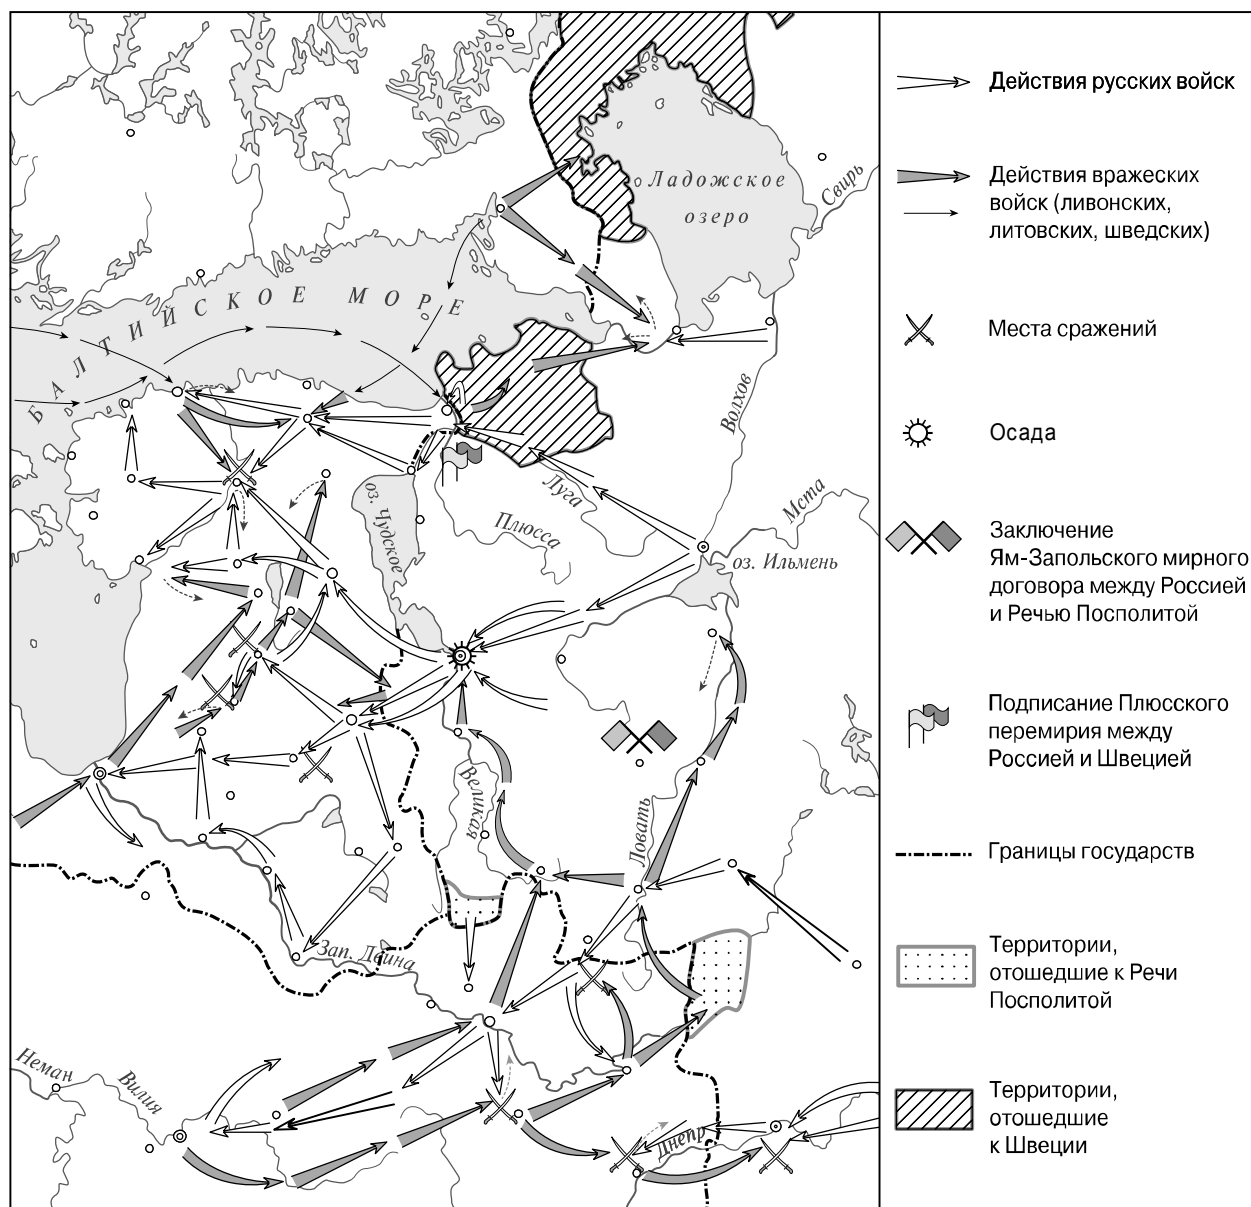 Ладожское
озеро
Свирь
БАЛТИЙСКОЕ МОРЕ
Волхов
Луга
Мста
оз. Чудское
Плюсса
оз. Ильмень
Великая
Ловать
Зап. Двина
Неман
Вилия
Днепр
Действия русских войск
Действия вражеских
войск (ливонских,
литовских, шведских)
Места сражений
Осада
Заключение
Ям-Запольского мирного
договора между Россией
и Речью Посполитой
Подписание Плюсского
перемирия между
Россией и Швецией
Границы государств
Территории,
отошедшие к Речи
Посполитой
Территории,
отошедшие
к Швеции